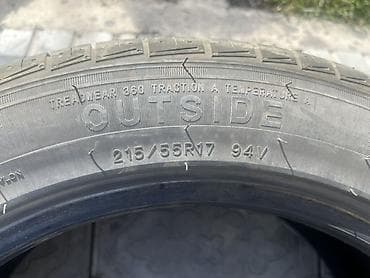 TREADWEAR 360 TRACTION A TEMPERATURE A
OUTSIDE
215/55R17 94V